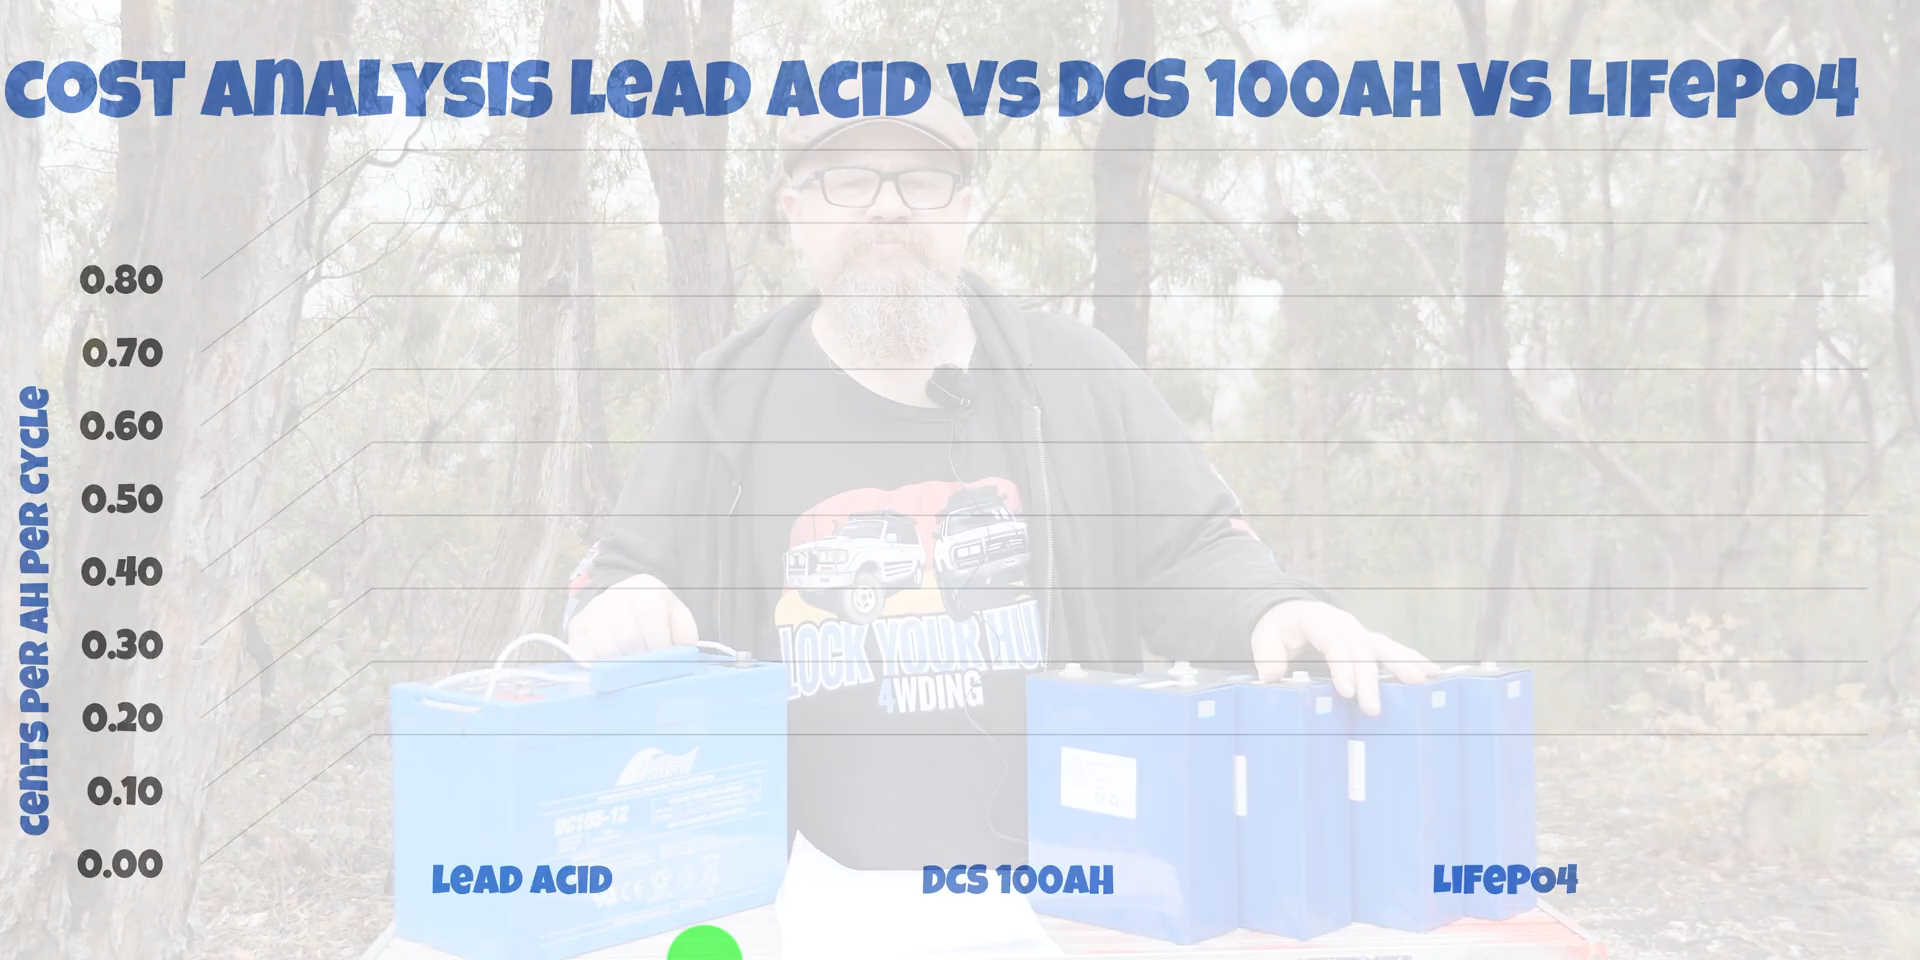 COST ANALYSIS LEAD ACID VS DCS 100AH VS LIFEPO4
CENTS PER AH PER CYCLE
0.80
0.70
0.60
0.50
0.40
0.30
0.20
0.10
0.00
LEAD ACID
DCS 100AH
LIFEPO4
LOCK YOUR HU
4WDING
DC105-12